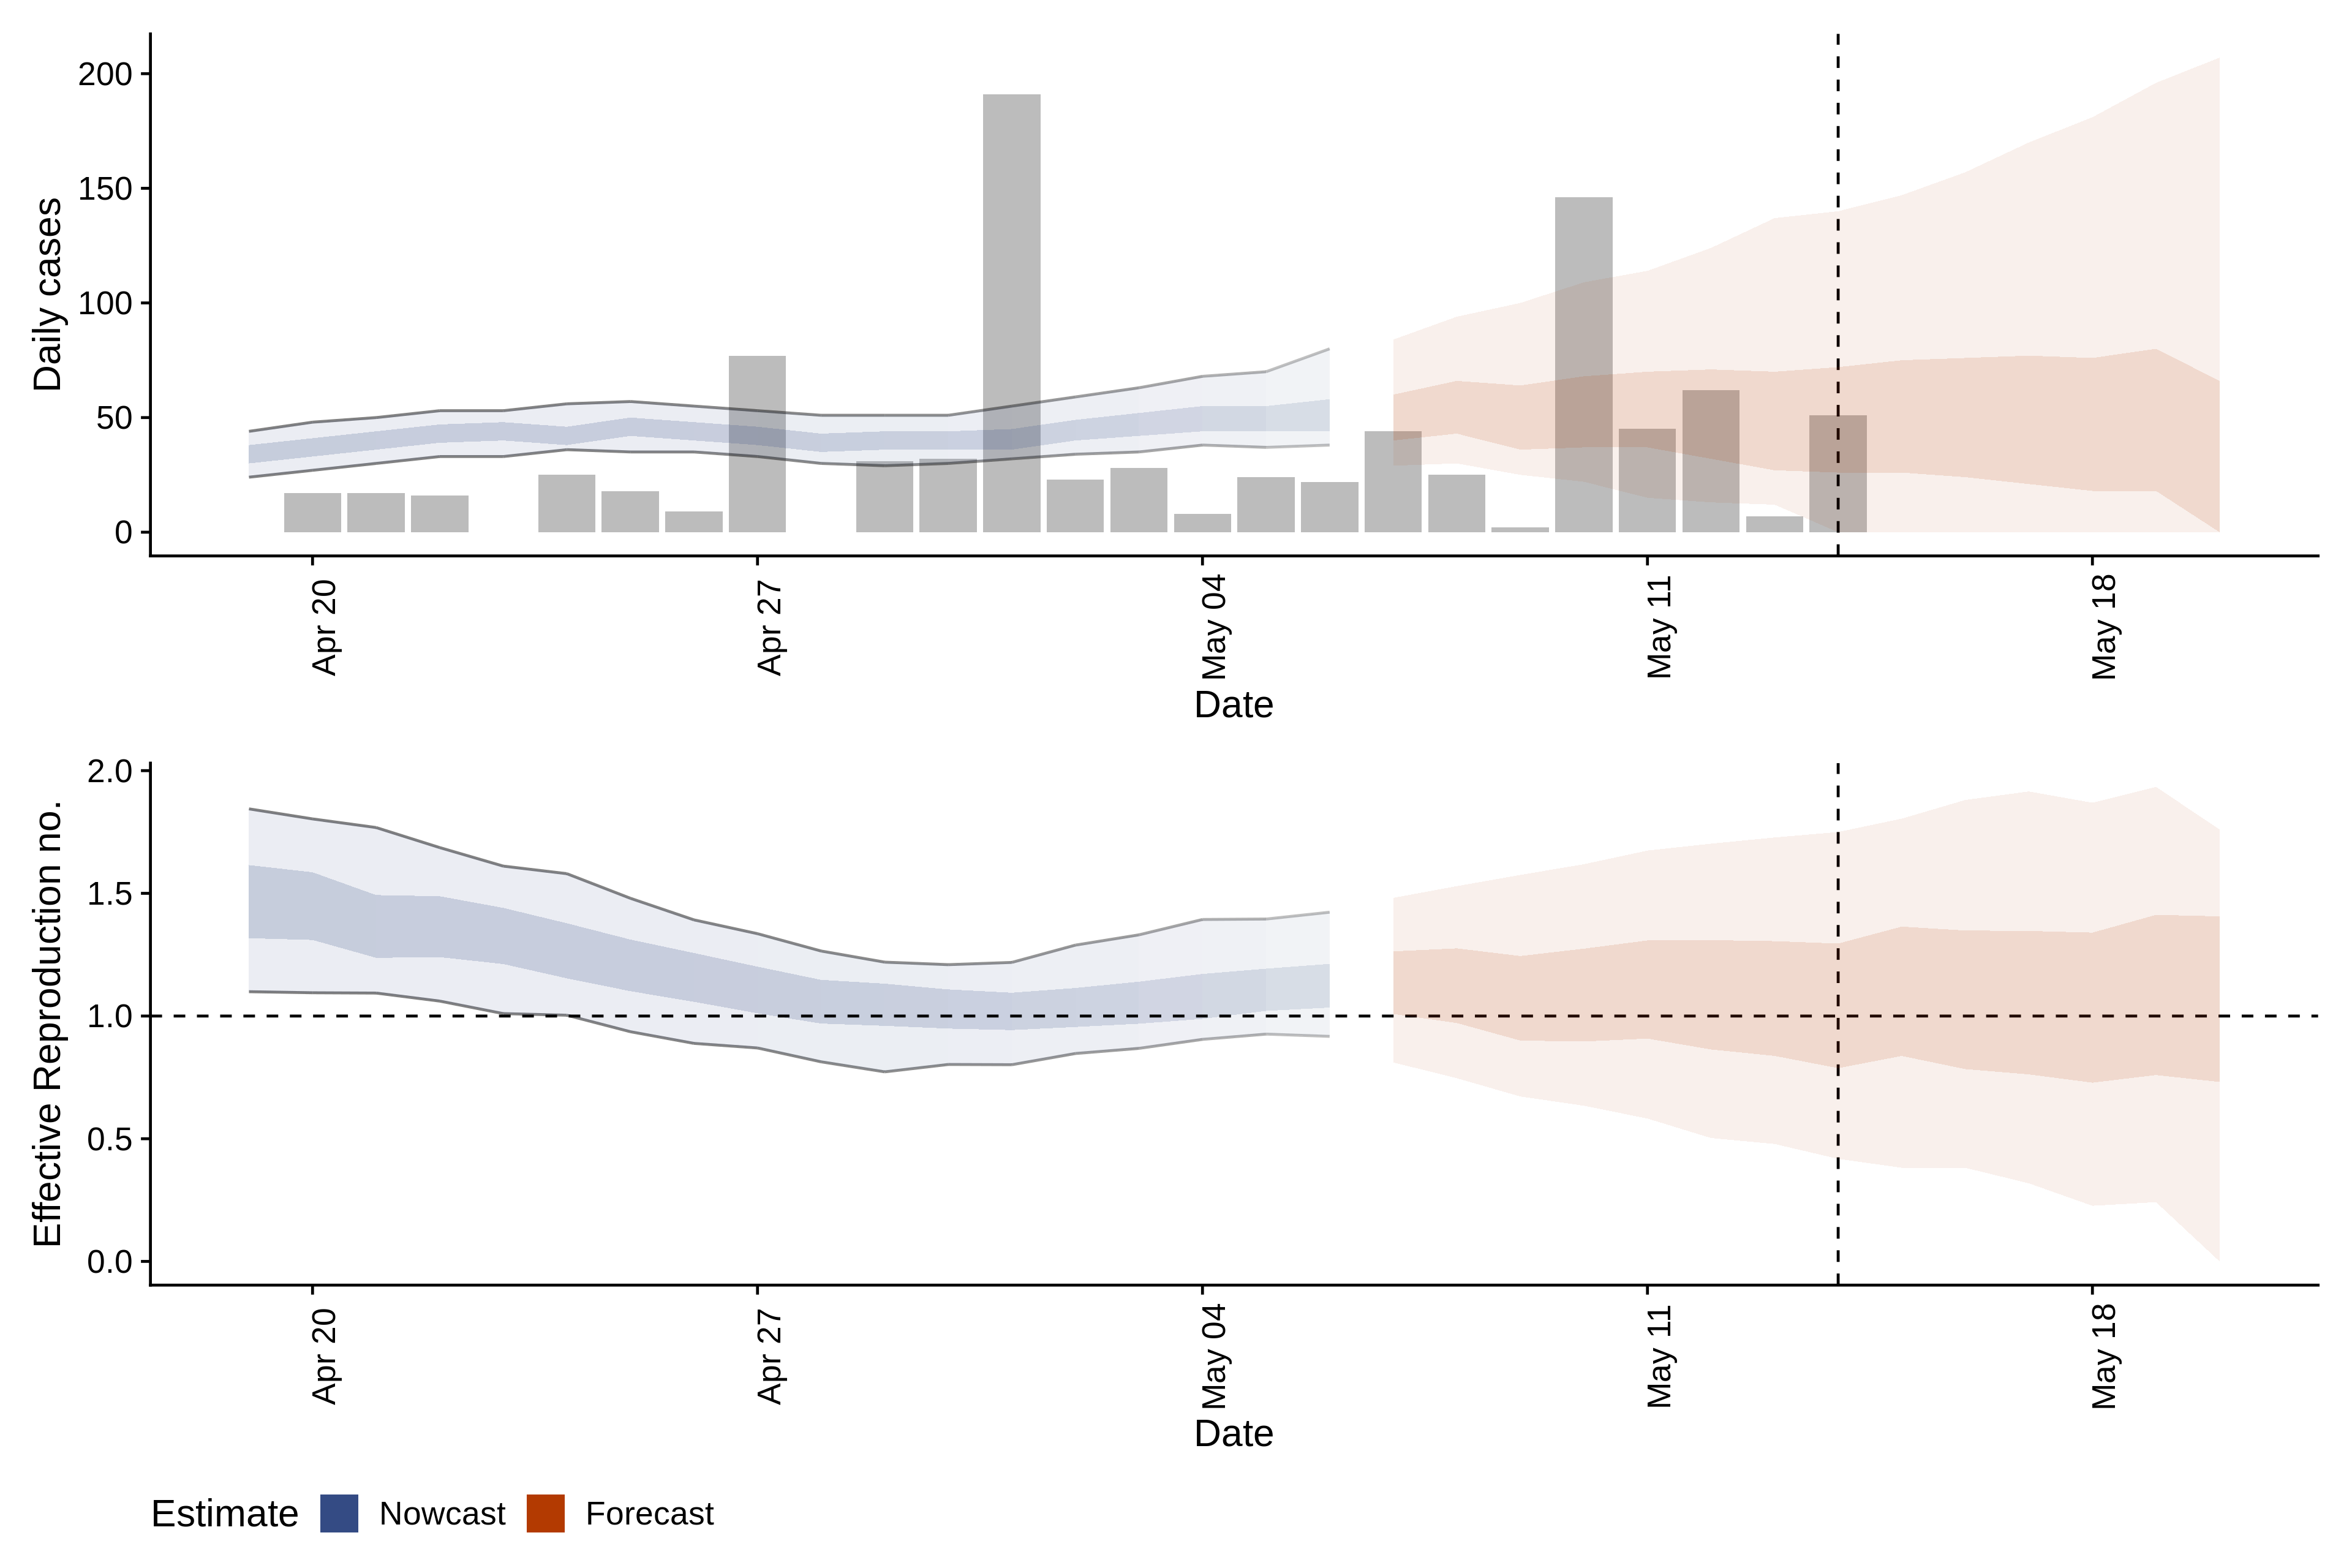 Daily cases
200
150
100
50
0
Apr 20
Apr 27
May 04
May 11
May 18
Date
Effective Reproduction no.
2.0
1.5
1.0
0.5
0.0
Apr 20
Apr 27
May 04
May 11
May 18
Date
Estimate Nowcast Forecast